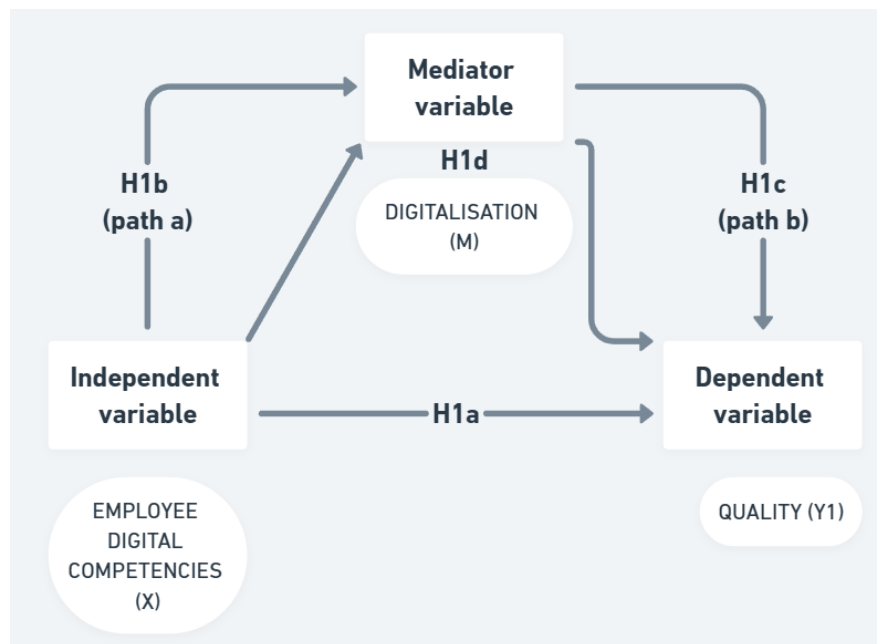 Mediator
variable
H1d
DIGITALISATION
(M)
H1b
(path a)
H1c
(path b)
Independent
variable
H1a
Dependent
variable
EMPLOYEE
DIGITAL
COMPETENCIES
(X)
QUALITY (Y1)